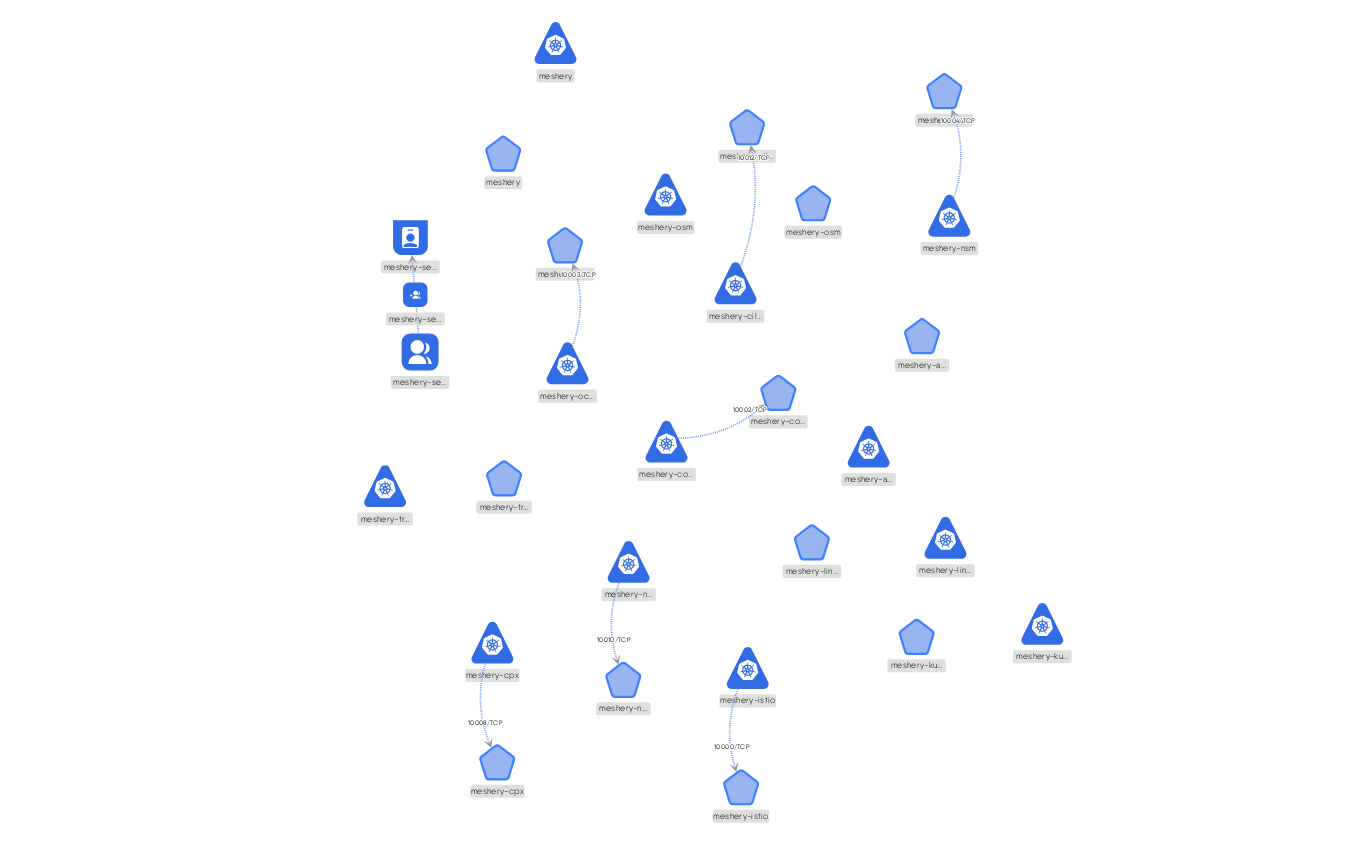 meshery
meshery
meshery-osm
meshery-osm
10004/TCP
meshery-nsm
meshery-se...
meshery-se...
meshery-se...
10003/TCP
meshery-oc...
10012/TCP
meshery-cil...
meshery-a...
10002/TCP
meshery-co...
meshery-co...
meshery-a...
meshery-tr...
meshery-tr...
meshery-lin...
meshery-lin...
meshery-n...
10010/TCP
meshery-n...
meshery-ku...
meshery-ku...
meshery-cpx
10008/TCP
meshery-cpx
meshery-istio
10000/TCP
meshery-istio